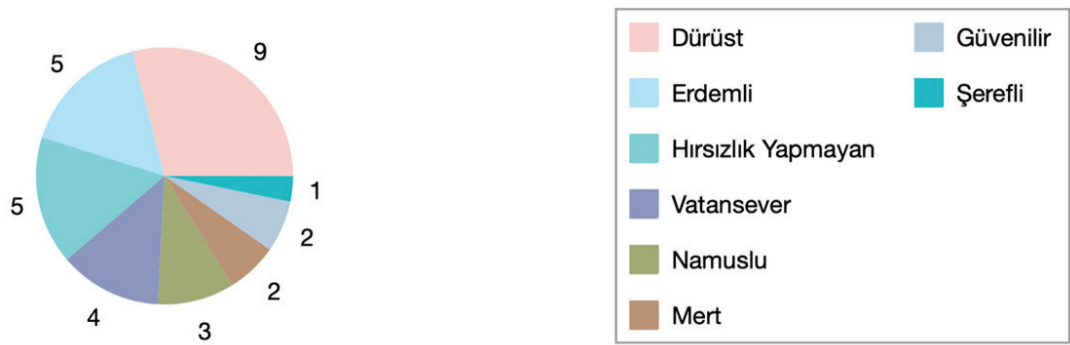 9
5
5
4
3
2
2
1
Dürüst
Erdemli
Hırsızlık Yapmayan
Vatansever
Namuslu
Mert
Güvenilir
Şerefli